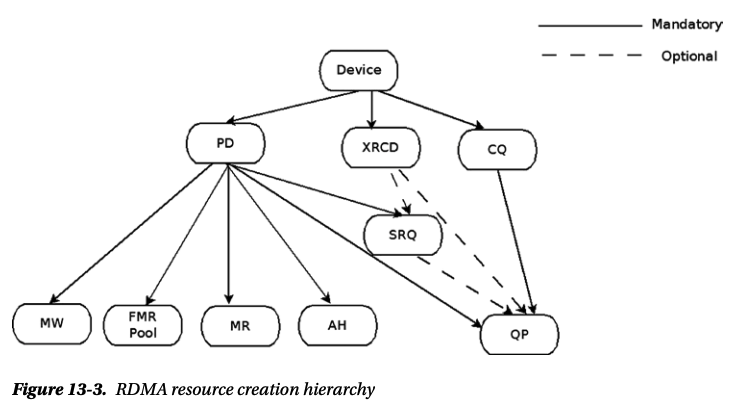 Mandatory
Optional
Device
PD
XRCD
CQ
SRQ
MW
FMR
Pool
MR
AH
QP
Figure 13-3. RDMA resource creation hierarchy